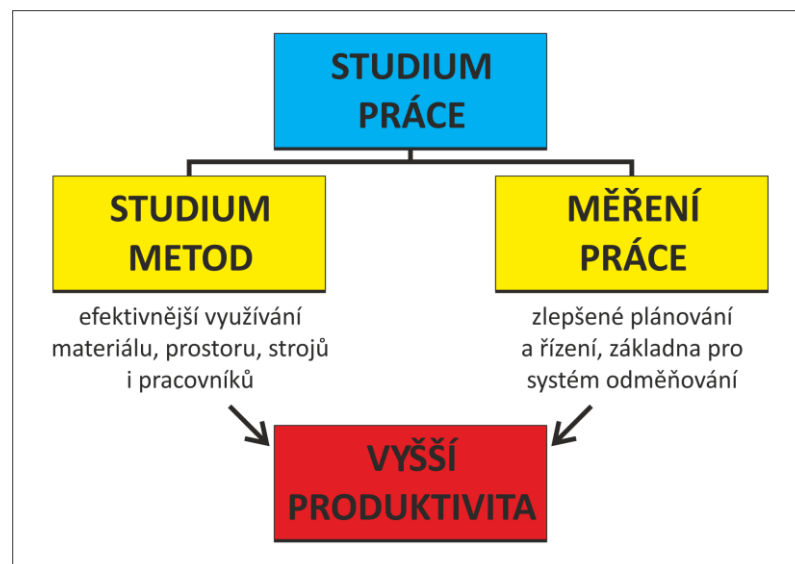 STUDIUM
PRÁCE
STUDIUM
METOD
efektivnější využívání
materiálu, prostoru, strojů
i pracovníků
MĚŘENÍ
PRÁCE
zlepšené plánování
a řízení, základna pro
systém odměňování
VYŠŠÍ
PRODUKTIVITA